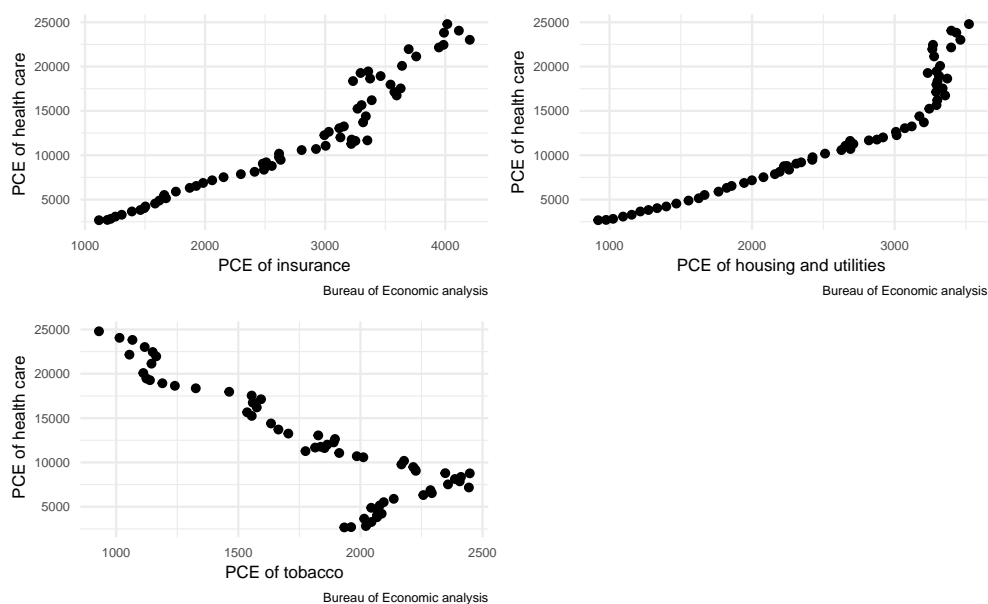 PCE of health care
25000
20000
15000
10000
5000
1000 2000 3000 4000
PCE of insurance
Bureau of Economic analysis
PCE of health care
25000
20000
15000
10000
5000
1000 2000 3000
PCE of housing and utilities
Bureau of Economic analysis
PCE of health care
25000
20000
15000
10000
5000
1000 1500 2000 2500
PCE of tobacco
Bureau of Economic analysis